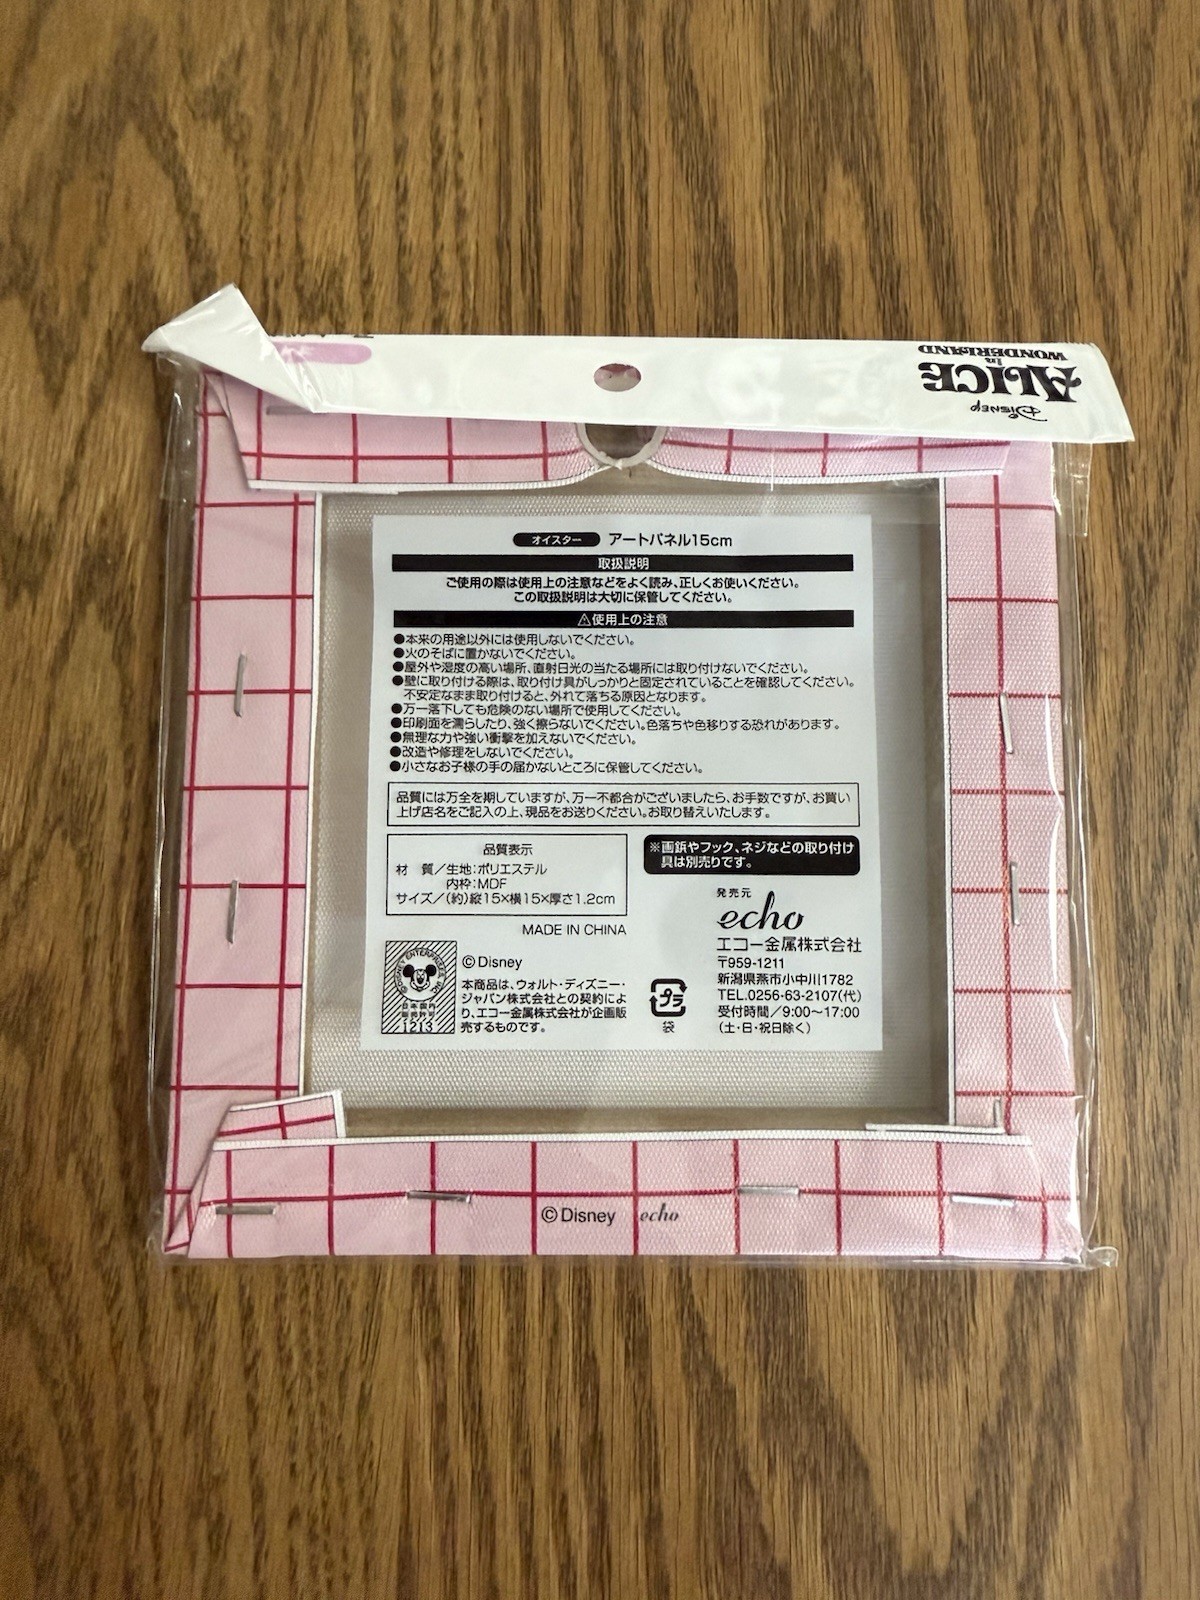 Disney
ALICE
in
WONDERLAND
オイスター アートパネル15cm
取扱説明
ご使用の際は使用上の注意などをよく読み、正しくお使いください。
この取扱説明は大切に保管してください。
⚠使用上の注意
●本来の用途以外には使用しないでください。
●火のそばに置かないでください。
●屋外や湿度の高い場所、直射日光の当たる場所には取り付けないでください。
●壁に取り付ける際は、取り付け具がしっかりと固定されていることを確認してください。
不安定なまま取り付けると、外れて落ちる原因となります。
●万一落下しても危険のない場所で使用してください。
●印刷面を濡らしたり、強く擦らないでください。色落ちや色移りする恐れがあります。
●無理な力や強い衝撃を加えないでください。
●改造や修理をしないでください。
●小さなお子様の手の届かないところに保管してください。
品質には万全を期していますが、万一不都合がございましたら、お手数ですが、お買い
上げ店名をご記入の上、現品をお送りください。お取り替えいたします。
品質表示
材 質/生地:ポリエステル
内枠:MDF
サイズ/(約)縦15×横15×厚さ1.2cm
MADE IN CHINA
※画鋲やフック、ネジなどの取り付け
具は別売りです。
発売元
echo
エコー金属株式会社
〒959-1211
新潟県燕市小中川1782
TEL.0256-63-2107(代)
受付時間/9:00～17:00
(土・日・祝日除く)
©DISNEY ENTERPRISES, INC.
日本国内
販売許可
1213
©Disney
本商品は、ウォルト・ディズニー・
ジャパン株式会社との契約によ
り、エコー金属株式会社が企画販
売するものです。
プラ
袋
©Disney echo